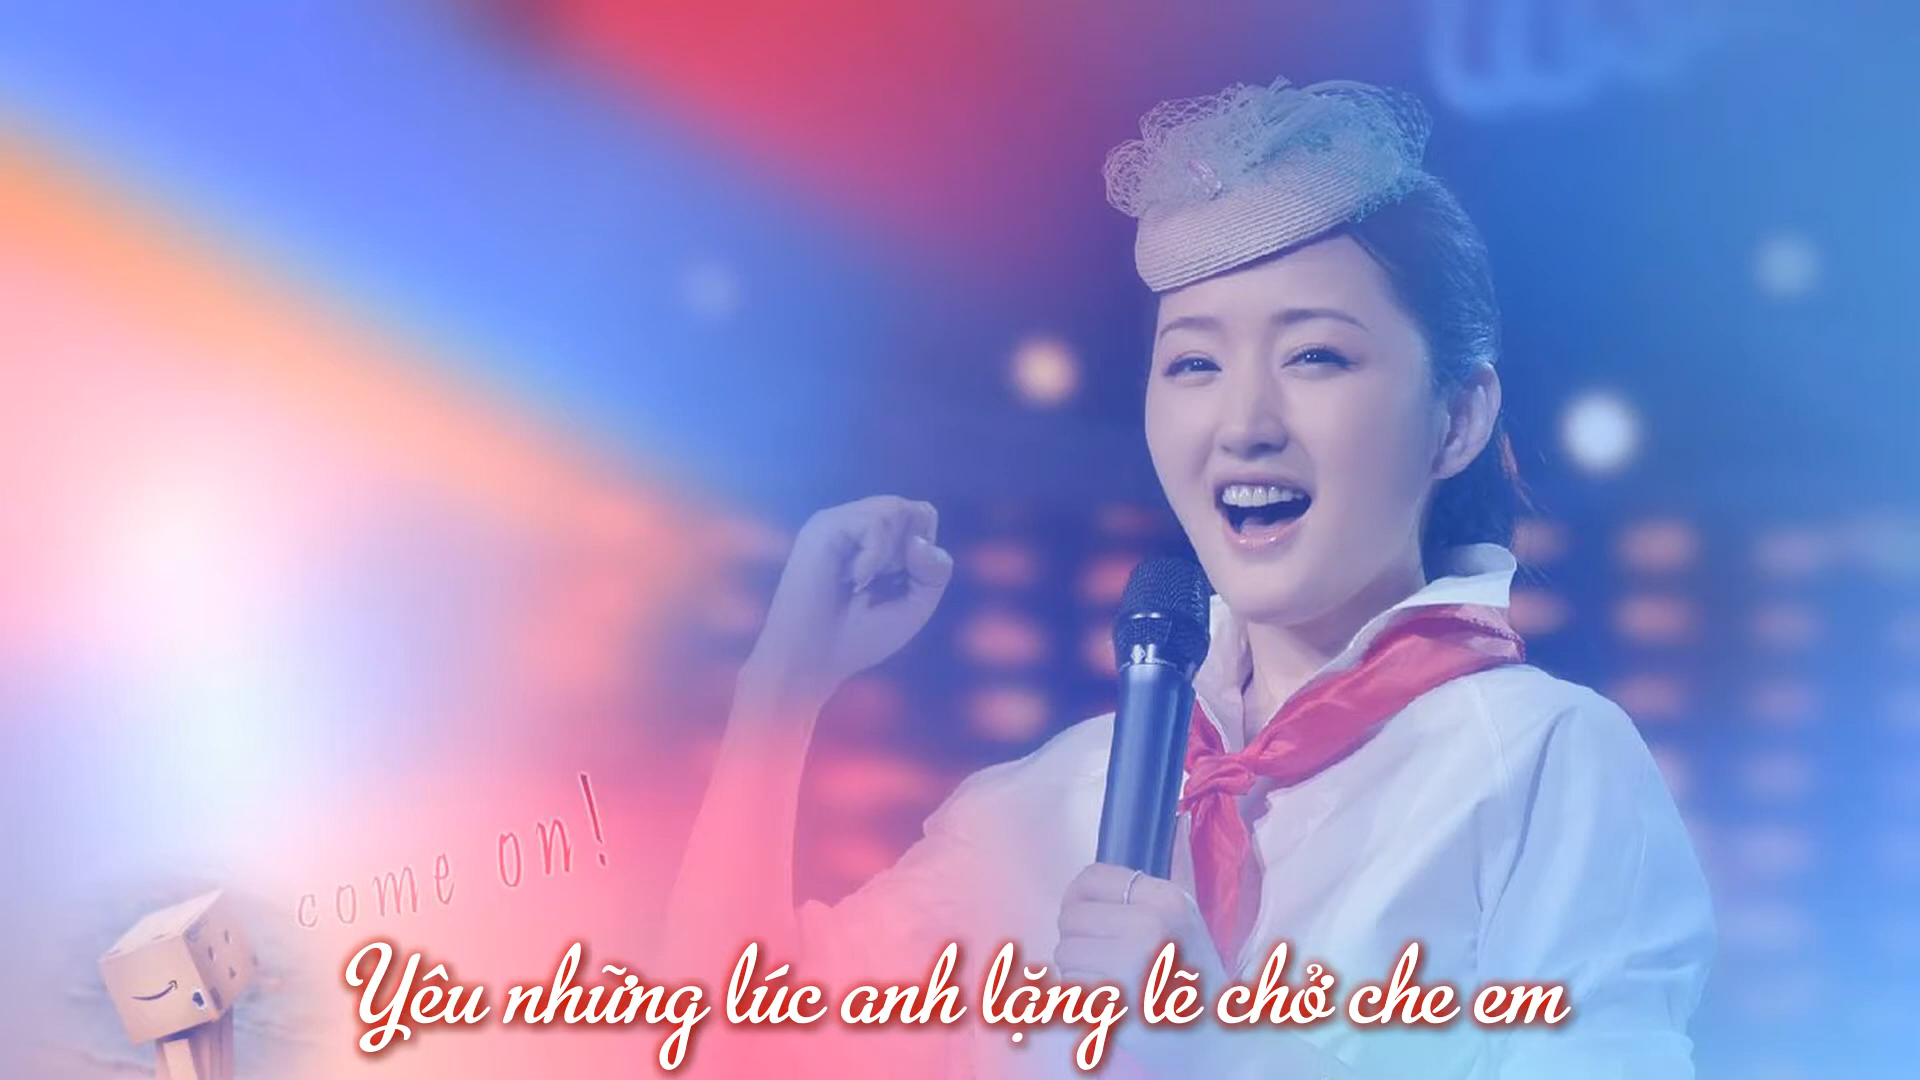 come on!
Yêu những lúc anh lặng lẽ chở che em